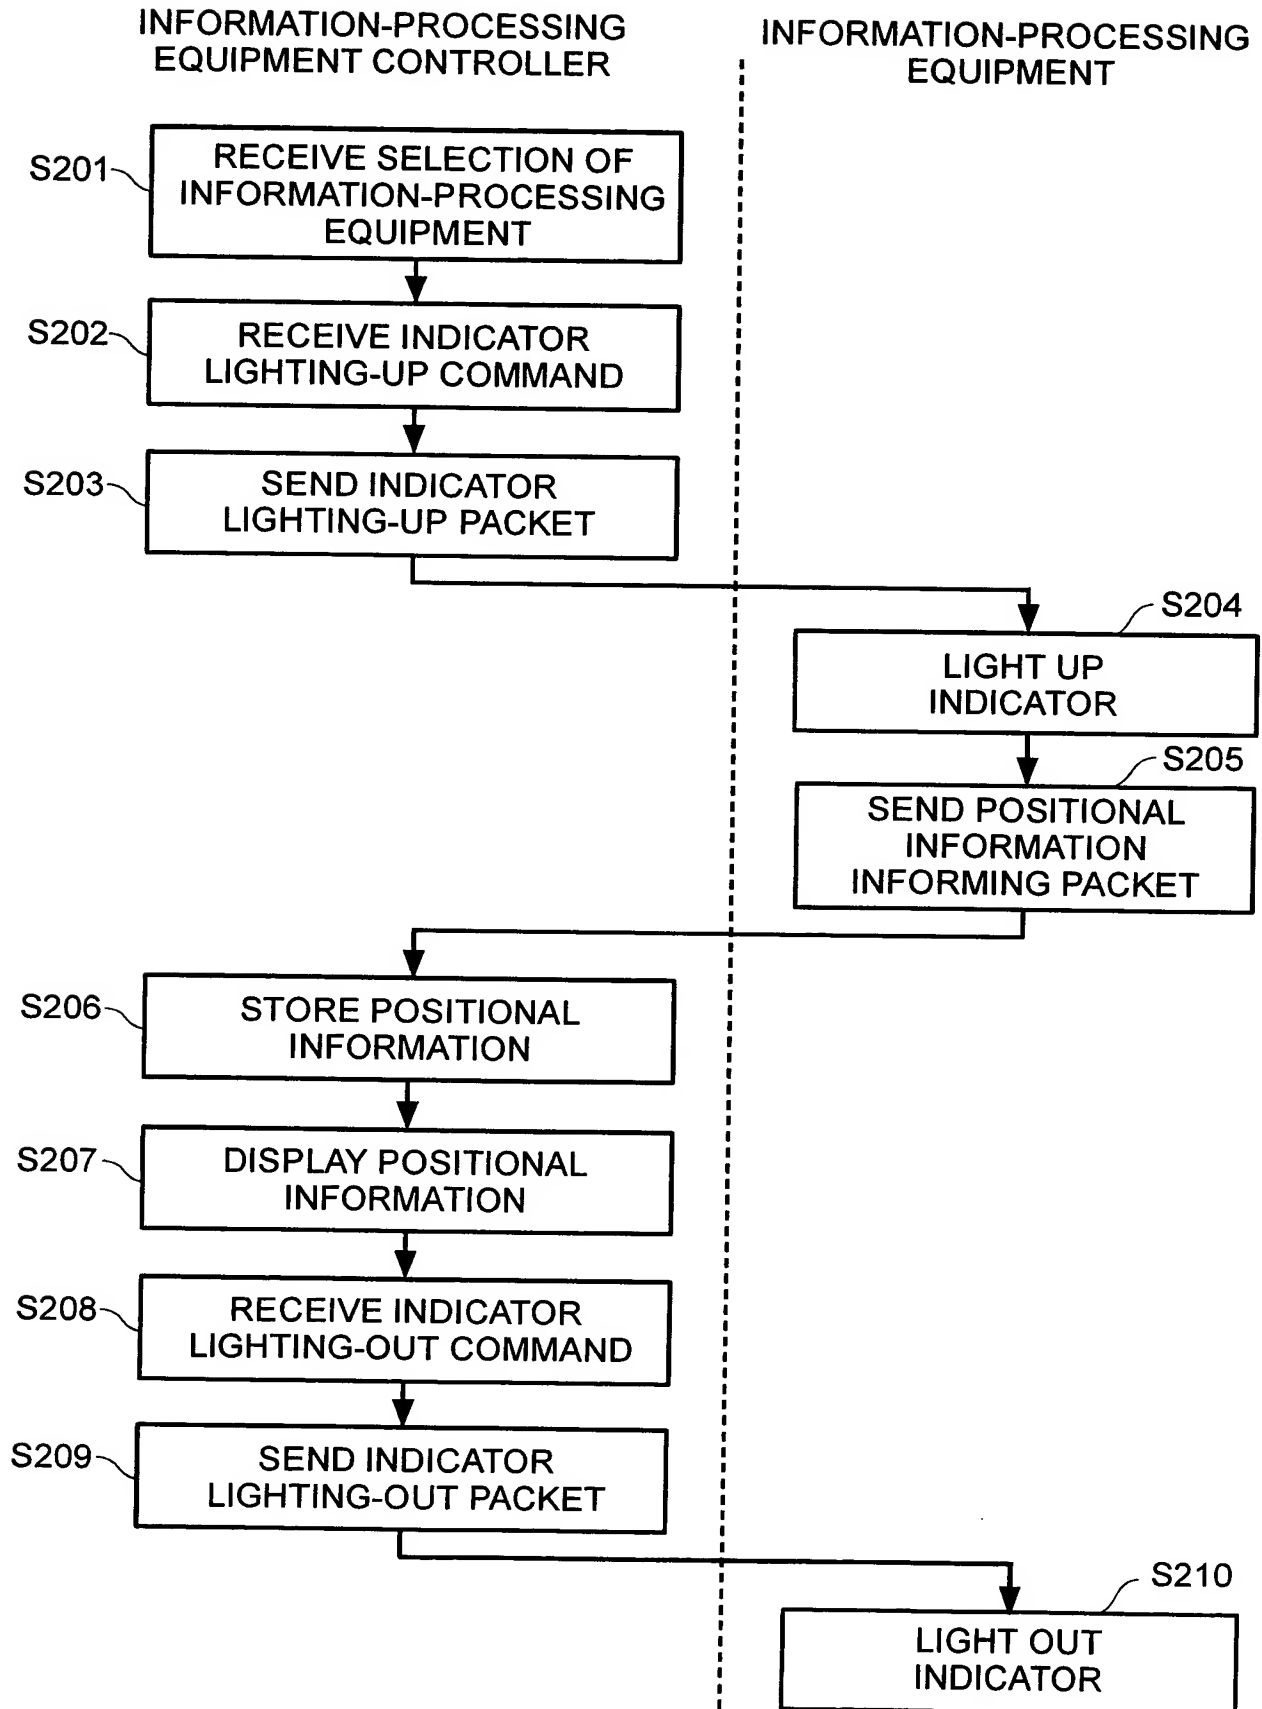 INFORMATION-PROCESSING
EQUIPMENT CONTROLLER
INFORMATION-PROCESSING
EQUIPMENT
S201
RECEIVE SELECTION OF
INFORMATION-PROCESSING
EQUIPMENT
S202
RECEIVE INDICATOR
LIGHTING-UP COMMAND
S203
SEND INDICATOR
LIGHTING-UP PACKET
S204
LIGHT UP
INDICATOR
S205
SEND POSITIONAL
INFORMATION
INFORMING PACKET
S206
STORE POSITIONAL
INFORMATION
S207
DISPLAY POSITIONAL
INFORMATION
S208
RECEIVE INDICATOR
LIGHTING-OUT COMMAND
S209
SEND INDICATOR
LIGHTING-OUT PACKET
S210
LIGHT OUT
INDICATOR